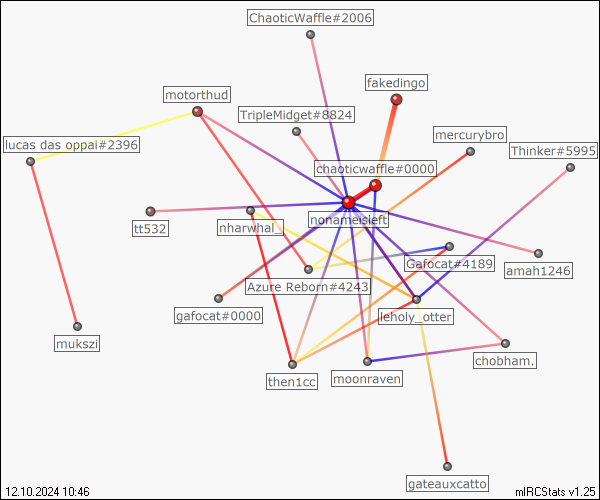 ChaoticWaffle#2006
fakedingo
motorthud
TripleMidget#8824
mercurybro
lucas das oppai#2396
Thinker#5995
chaoticwaffle#0000
nonameisleft
tt532
nharwhal_
Gafocat#4189
amah1246
Azure Reborn#4243
gafocat#0000
leholy_otter
mukszi
chobham.
then1cc
moonraven
gateauxcatto
12.10.2024 10:46
mIRCStats v1.25